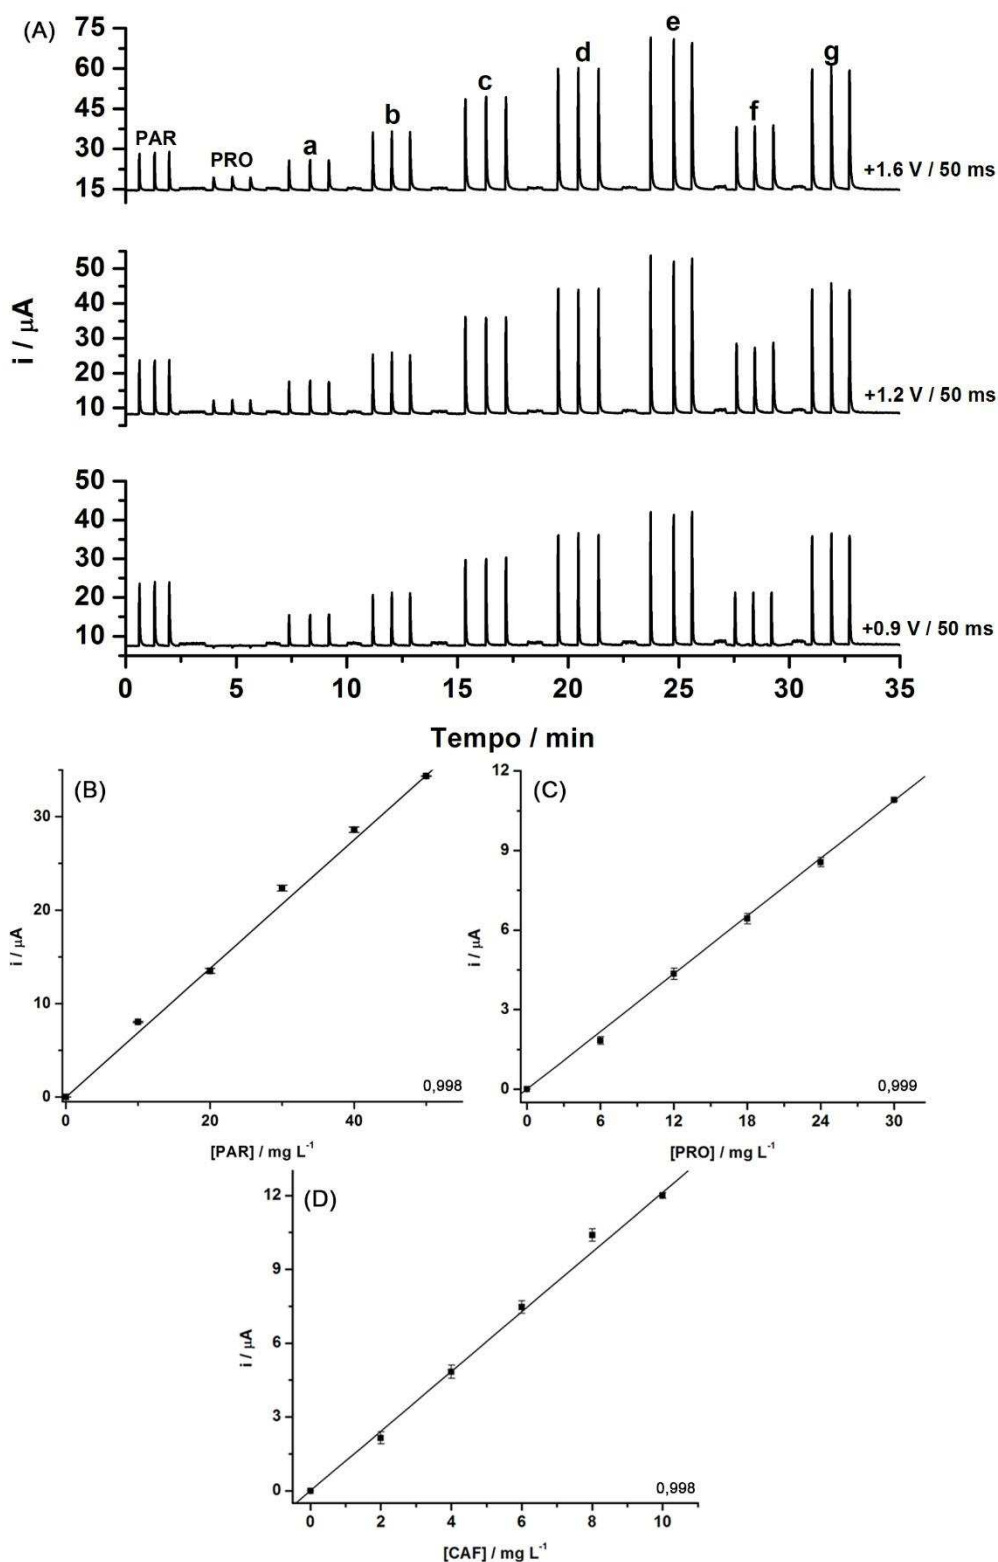 (A)
75
60
45
30
15
PAR
PRO
a
b
c
d
e
f
g
+1.6 V / 50 ms
50
40
30
20
10
+1.2 V / 50 ms
i / µA
50
40
30
20
10
+0.9 V / 50 ms
0 5 10 15 20 25 30 35
Tempo / min
(B)
30
20
10
0
i / µA
0,998
0 20 40
[PAR] / mg L⁻¹
(C)
12
9
6
3
0
i / µA
0,999
0 6 12 18 24 30
[PRO] / mg L⁻¹
(D)
12
9
6
3
0
i / µA
0,998
0 2 4 6 8 10
[CAF] / mg L⁻¹